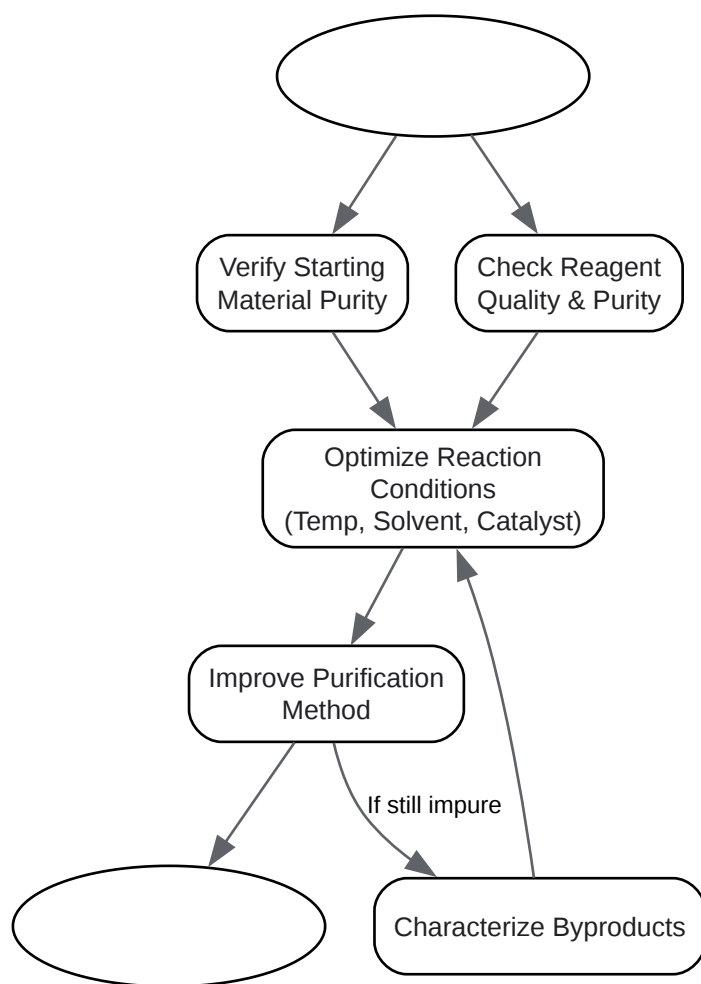 Verify Starting
Material Purity
Check Reagent
Quality & Purity
Optimize Reaction
Conditions
(Temp, Solvent, Catalyst)
Improve Purification
Method
If still impure
Characterize Byproducts